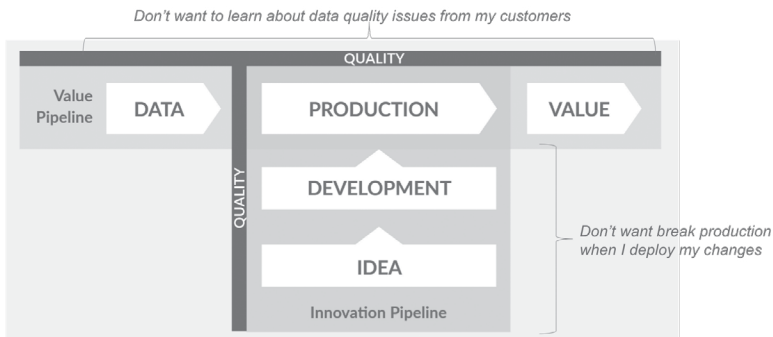 Don't want to learn about data quality issues from my customers
QUALITY
Value
Pipeline
DATA
PRODUCTION
VALUE
QUALITY
DEVELOPMENT
IDEA
Innovation Pipeline
Don't want break production
when I deploy my changes